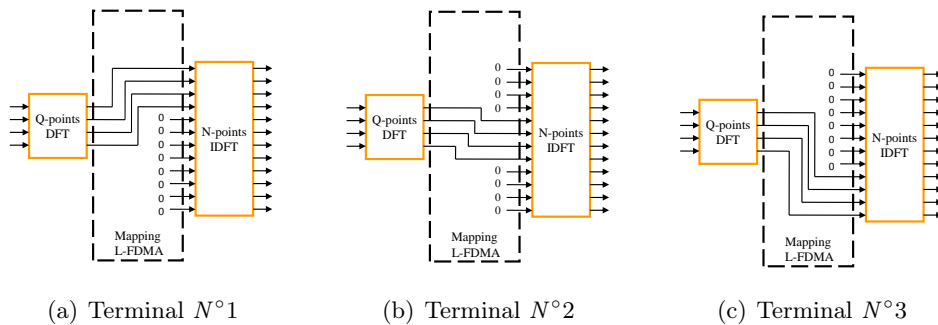 Q-points
DFT
0
0
0
0
0
0
0
0
N-points
IDFT
Mapping
L-FDMA
(a) Terminal N°1
Q-points
DFT
0
0
0
0
0
0
0
0
N-points
IDFT
Mapping
L-FDMA
(b) Terminal N°2
Q-points
DFT
0
0
0
0
0
0
0
0
N-points
IDFT
Mapping
L-FDMA
(c) Terminal N°3